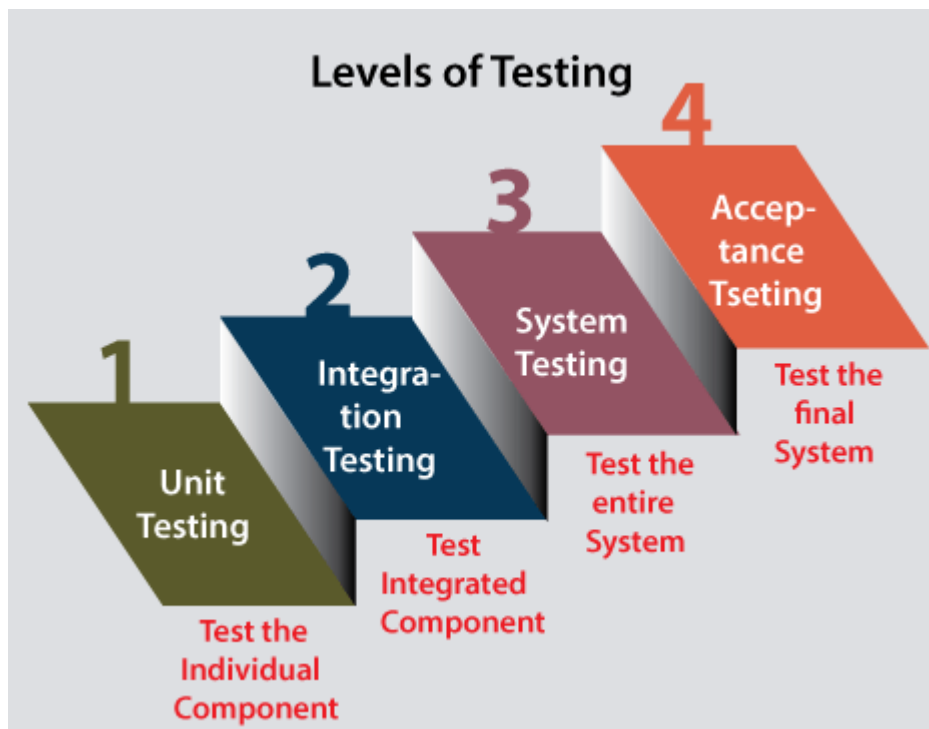 Levels of Testing
1
Unit
Testing
Test the
Individual
Component
2
Integra-
tion
Testing
Test
Integrated
Component
3
System
Testing
Test the
entire
System
4
Accep-
tance
Tseting
Test the
final
System